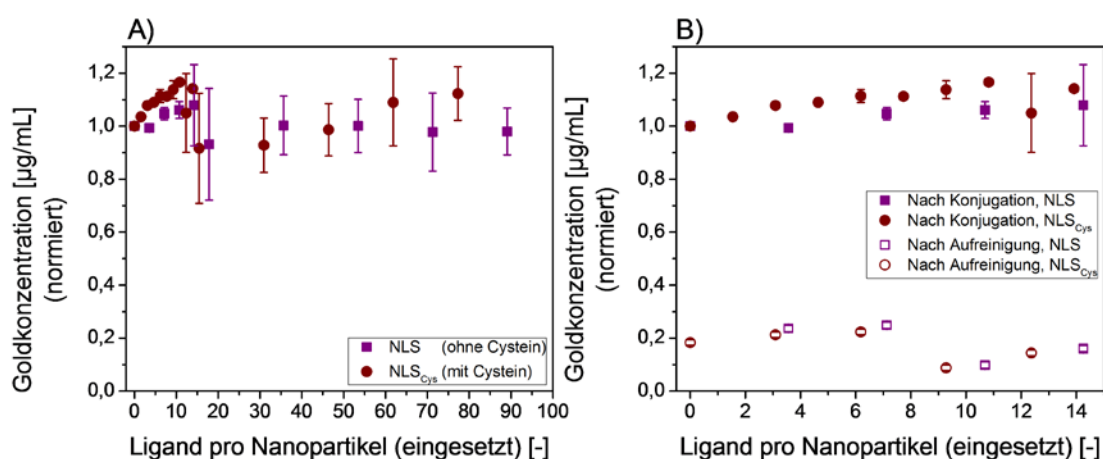 A)
B)
Goldkonzentration [µg/mL]
(normiert)
1,2
1,0
0,8
0,6
0,4
0,2
0,0
NLS (ohne Cystein)
NLSCys (mit Cystein)
0 10 20 30 40 50 60 70 80 90 100
Ligand pro Nanopartikel (eingesetzt) [-]
Goldkonzentration [µg/mL]
(normiert)
1,2
1,0
0,8
0,6
0,4
0,2
0,0
Nach Konjugation, NLS
Nach Konjugation, NLSCys
Nach Aufreinigung, NLS
Nach Aufreinigung, NLSCys
0 2 4 6 8 10 12 14
Ligand pro Nanopartikel (eingesetzt) [-]